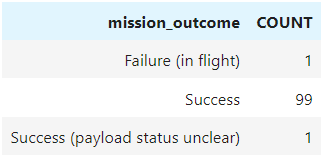 mission_outcome COUNT
Failure (in flight) 1
Success 99
Success (payload status unclear) 1